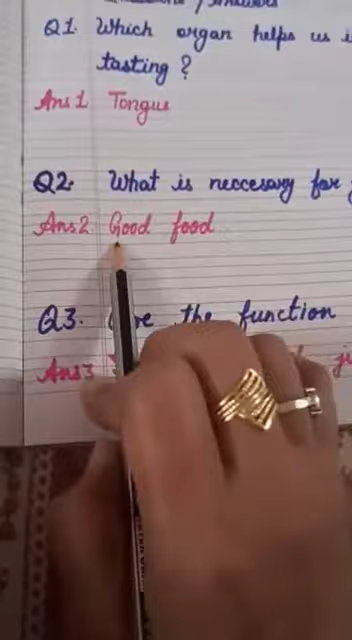 Q1. Which organ helps us
tasting ?
Ans 1 Tongue
Q2. What is neccesary for
Ans2 Good food
Q3. the function
Ans3